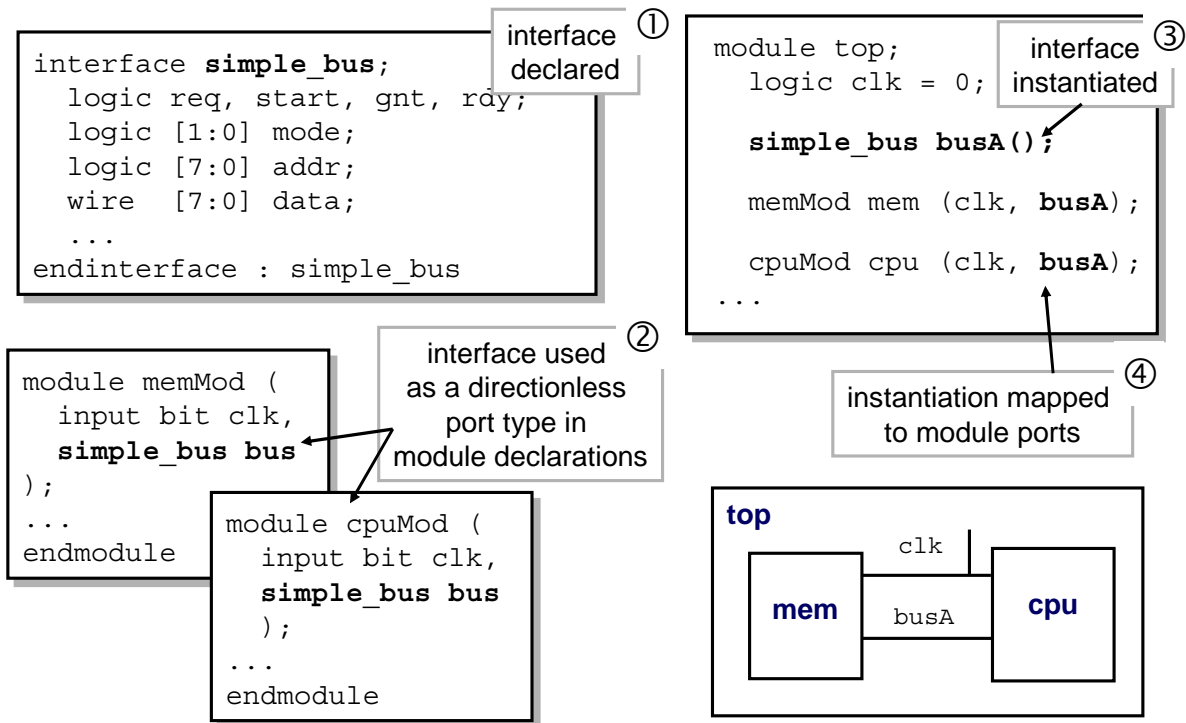 interface simple_bus;
  logic req, start, gnt, rdy;
  logic [1:0] mode;
  logic [7:0] addr;
  wire  [7:0] data;
  ...
endinterface : simple_bus
interface
declared
①
module top;
  logic clk = 0;
  simple_bus busA();
  memMod mem (clk, busA);
  cpuMod cpu (clk, busA);
...
interface
instantiated
③
module memMod (
  input bit clk,
  simple_bus bus
);
...
endmodule
interface used
as a directionless
port type in
module declarations
②
module cpuMod (
  input bit clk,
  simple_bus bus
  );
...
endmodule
instantiation mapped
to module ports
④
top
clk
mem
busA
cpu